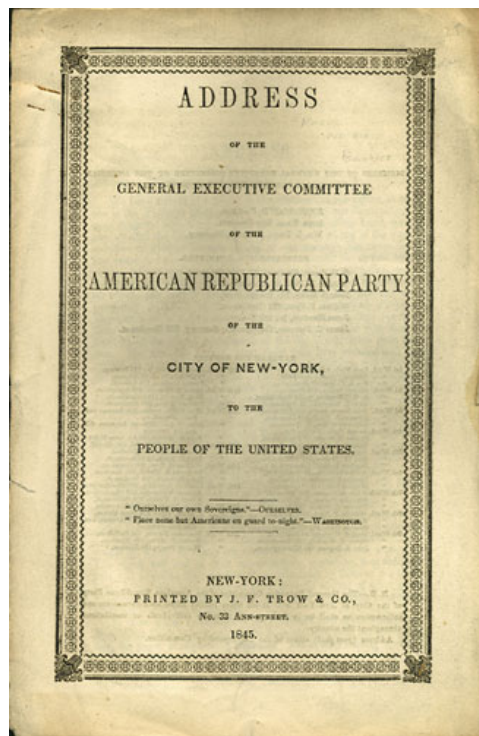 ADDRESS
OF THE
GENERAL EXECUTIVE COMMITTEE
OF THE
AMERICAN REPUBLICAN PARTY
OF THE
CITY OF NEW-YORK,
TO THE
PEOPLE OF THE UNITED STATES.
" Ourselves our own Sovereigns."—OURSELVES.
" Place none but Americans on guard to-night."—WASHINGTON.
NEW-YORK:
PRINTED BY J. F. TROW & CO.,
No. 33 ANN-STREET.
1845.